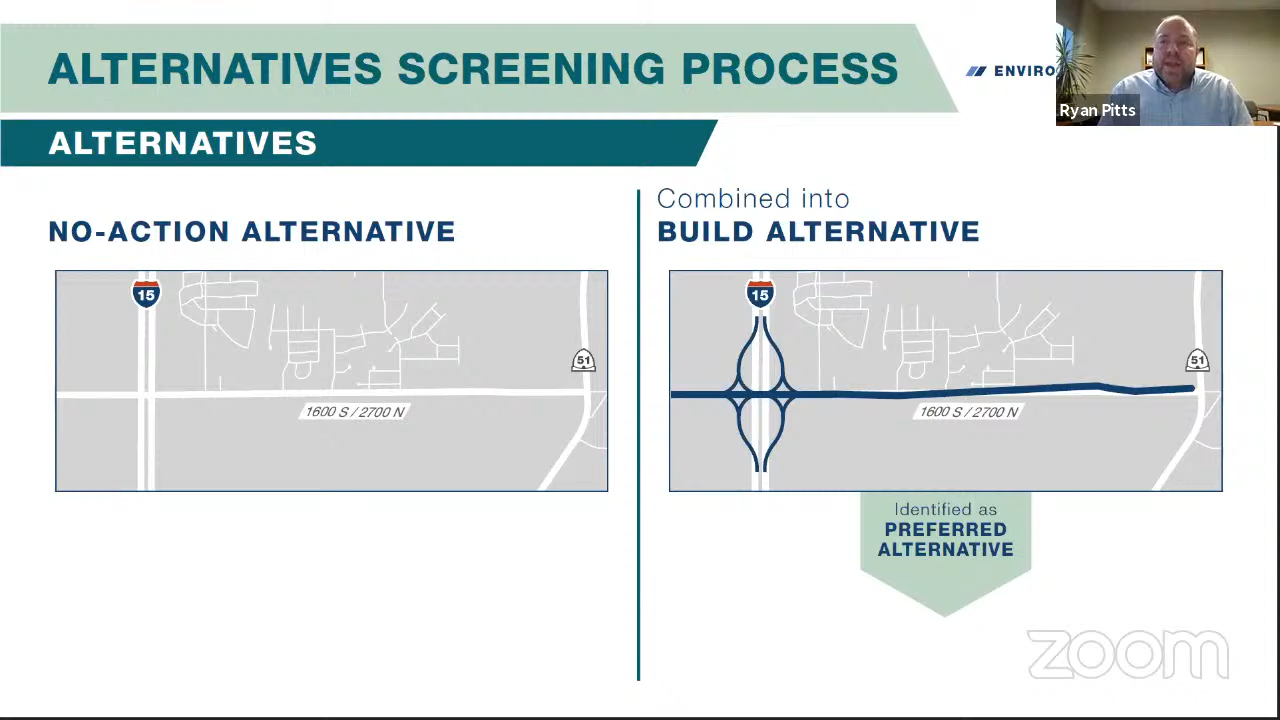 ALTERNATIVES SCREENING PROCESS
ENVIRO
Ryan Pitts
ALTERNATIVES
NO-ACTION ALTERNATIVE
15
51
1600 S / 2700 N
Combined into
BUILD ALTERNATIVE
15
51
1600 S / 2700 N
Identified as
PREFERRED
ALTERNATIVE
zoom